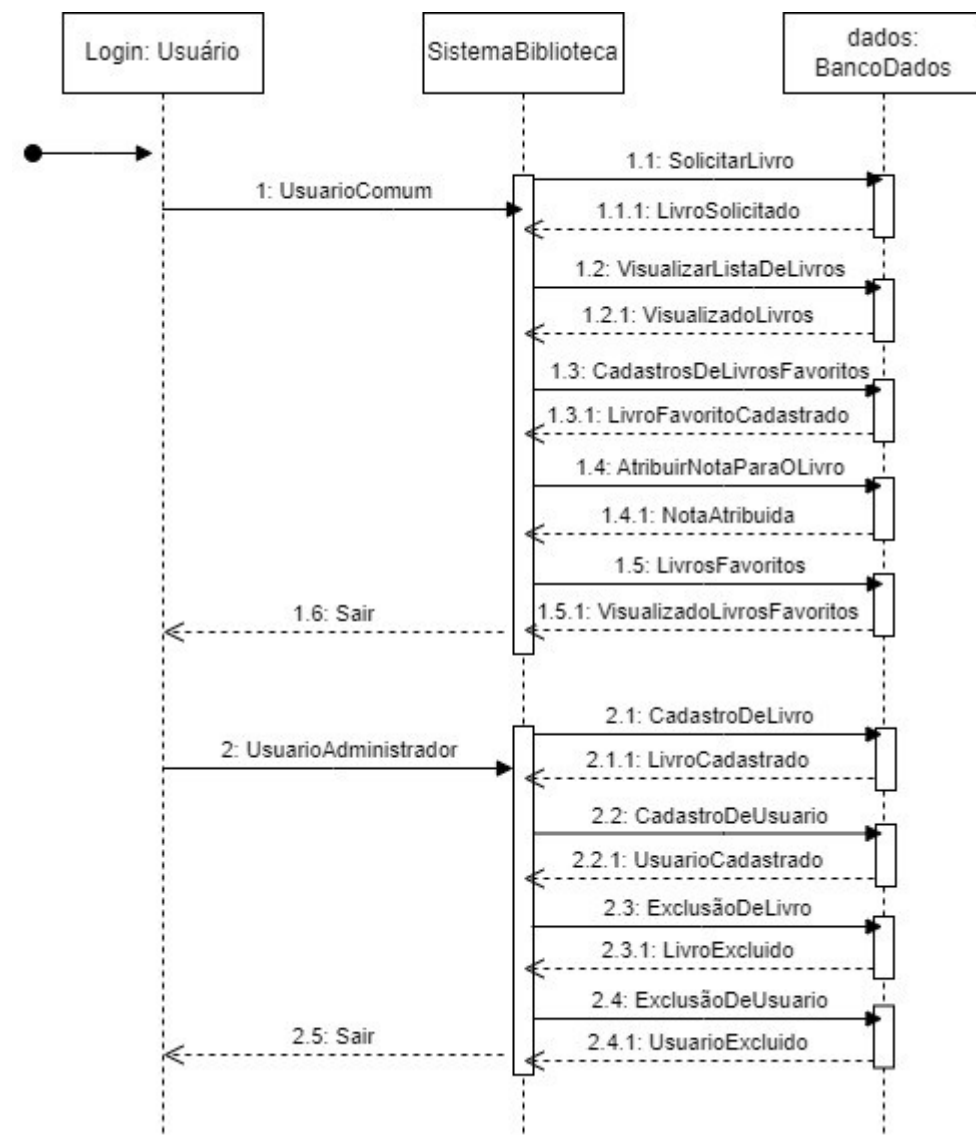 Login: Usuário
SistemaBiblioteca
dados:
BancoDados
1.1: SolicitarLivro
1: UsuarioComum
1.1.1: LivroSolicitado
1.2: VisualizarListaDeLivros
1.2.1: VisualizadoLivros
1.3: CadastrosDeLivrosFavoritos
1.3.1: LivroFavoritoCadastrado
1.4: AtribuirNotaParaOLivro
1.4.1: NotaAtribuida
1.5: LivrosFavoritos
1.6: Sair
1.5.1: VisualizadoLivrosFavoritos
2.1: CadastroDeLivro
2: UsuarioAdministrador
2.1.1: LivroCadastrado
2.2: CadastroDeUsuario
2.2.1: UsuarioCadastrado
2.3: ExclusãoDeLivro
2.3.1: LivroExcluido
2.4: ExclusãoDeUsuario
2.5: Sair
2.4.1: UsuarioExcluido